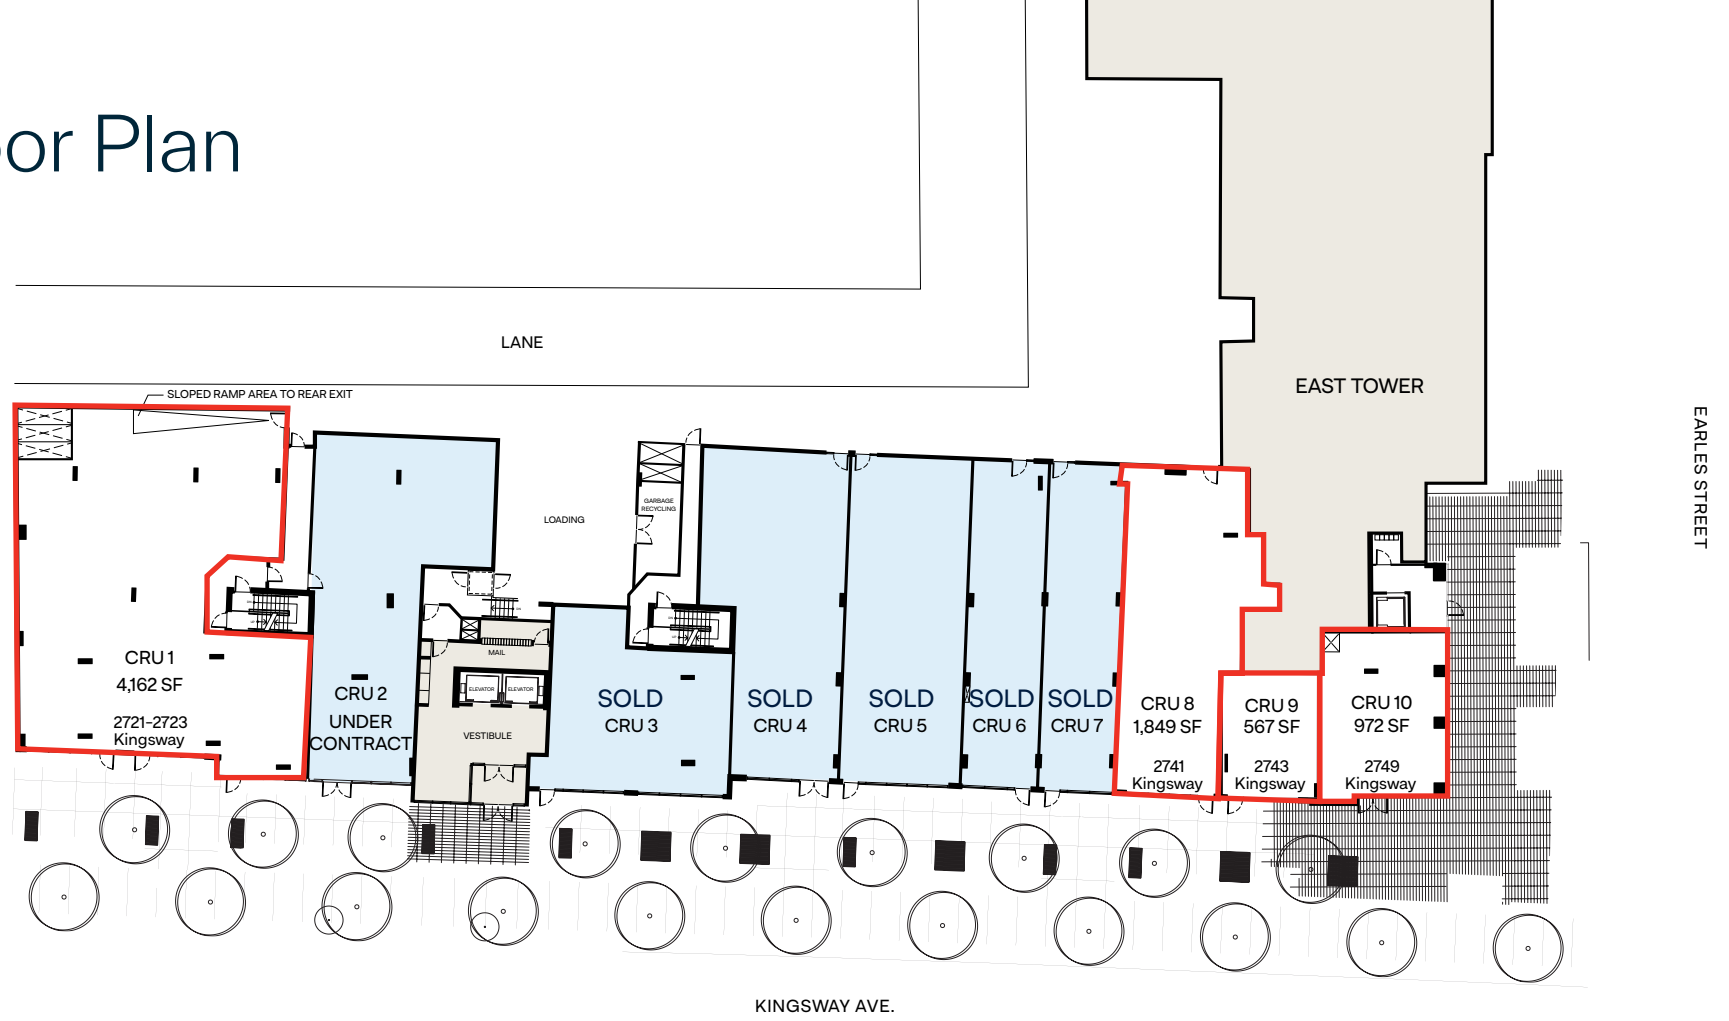 or Plan
LANE
SLOPED RAMP AREA TO REAR EXIT
EAST TOWER
EARLES STREET
LOADING
GARBAGE
RECYCLING
CRU 1
4,162 SF
2721-2723
Kingsway
CRU 2
UNDER
CONTRACT
MAIL
ELEVATOR
ELEVATOR
VESTIBULE
SOLD
CRU 3
SOLD
CRU 4
SOLD
CRU 5
SOLD
CRU 6
SOLD
CRU 7
CRU 8
1,849 SF
2741
Kingsway
CRU 9
567 SF
2743
Kingsway
CRU 10
972 SF
2749
Kingsway
KINGSWAY AVE.